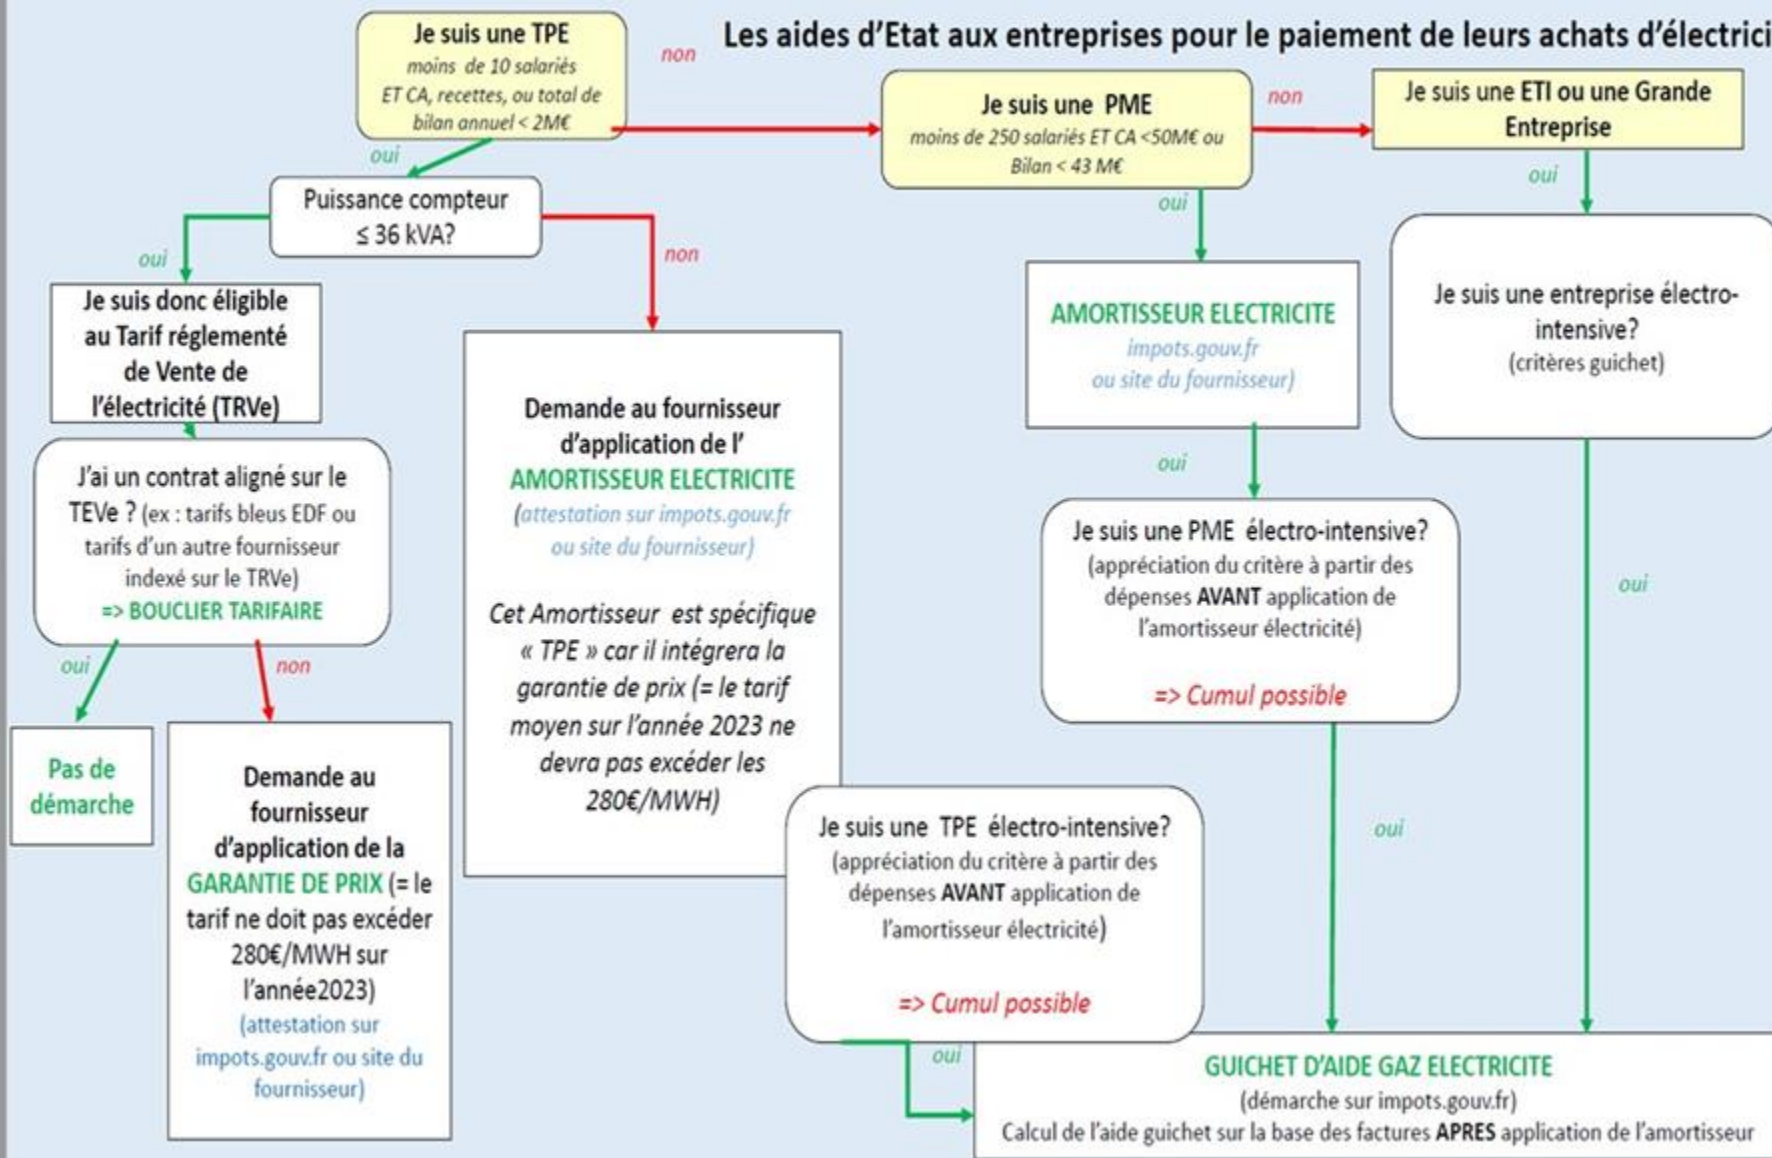 Les aides d'Etat aux entreprises pour le paiement de leurs achats d'électrici
Je suis une TPE
moins de 10 salariés
ET CA, recettes, ou total de
bilan annuel < 2M€
non
Je suis une PME
moins de 250 salariés ET CA <50M€ ou
Bilan < 43 M€
non
Je suis une ETI ou une Grande
Entreprise
oui
Puissance compteur
≤ 36 kVA?
oui
non
Je suis donc éligible
au Tarif réglementé
de Vente de
l'électricité (TRVe)
J'ai un contrat aligné sur le
TEVe ? (ex : tarifs bleus EDF ou
tarifs d'un autre fournisseur
indexé sur le TRVe)
=> BOUCLIER TARIFAIRE
oui
non
Pas de
démarche
Demande au
fournisseur
d'application de la
GARANTIE DE PRIX (= le
tarif ne doit pas excéder
280€/MWH sur
l'année2023)
(attestation sur
impots.gouv.fr ou site du
fournisseur)
Demande au fournisseur
d'application de l'
AMORTISSEUR ELECTRICITE
(attestation sur impots.gouv.fr
ou site du fournisseur)
Cet Amortisseur est spécifique
« TPE » car il intégrera la
garantie de prix (= le tarif
moyen sur l'année 2023 ne
devra pas excéder les
280€/MWH)
Je suis une TPE électro-intensive?
(appréciation du critère à partir des
dépenses AVANT application de
l'amortisseur électricité)
=> Cumul possible
oui
oui
AMORTISSEUR ELECTRICITE
impots.gouv.fr
ou site du fournisseur)
oui
Je suis une PME électro-intensive?
(appréciation du critère à partir des
dépenses AVANT application de
l'amortisseur électricité)
=> Cumul possible
oui
oui
Je suis une entreprise électro-
intensive?
(critères guichet)
oui
GUICHET D'AIDE GAZ ELECTRICITE
(démarche sur impots.gouv.fr)
Calcul de l'aide guichet sur la base des factures APRES application de l'amortisseur